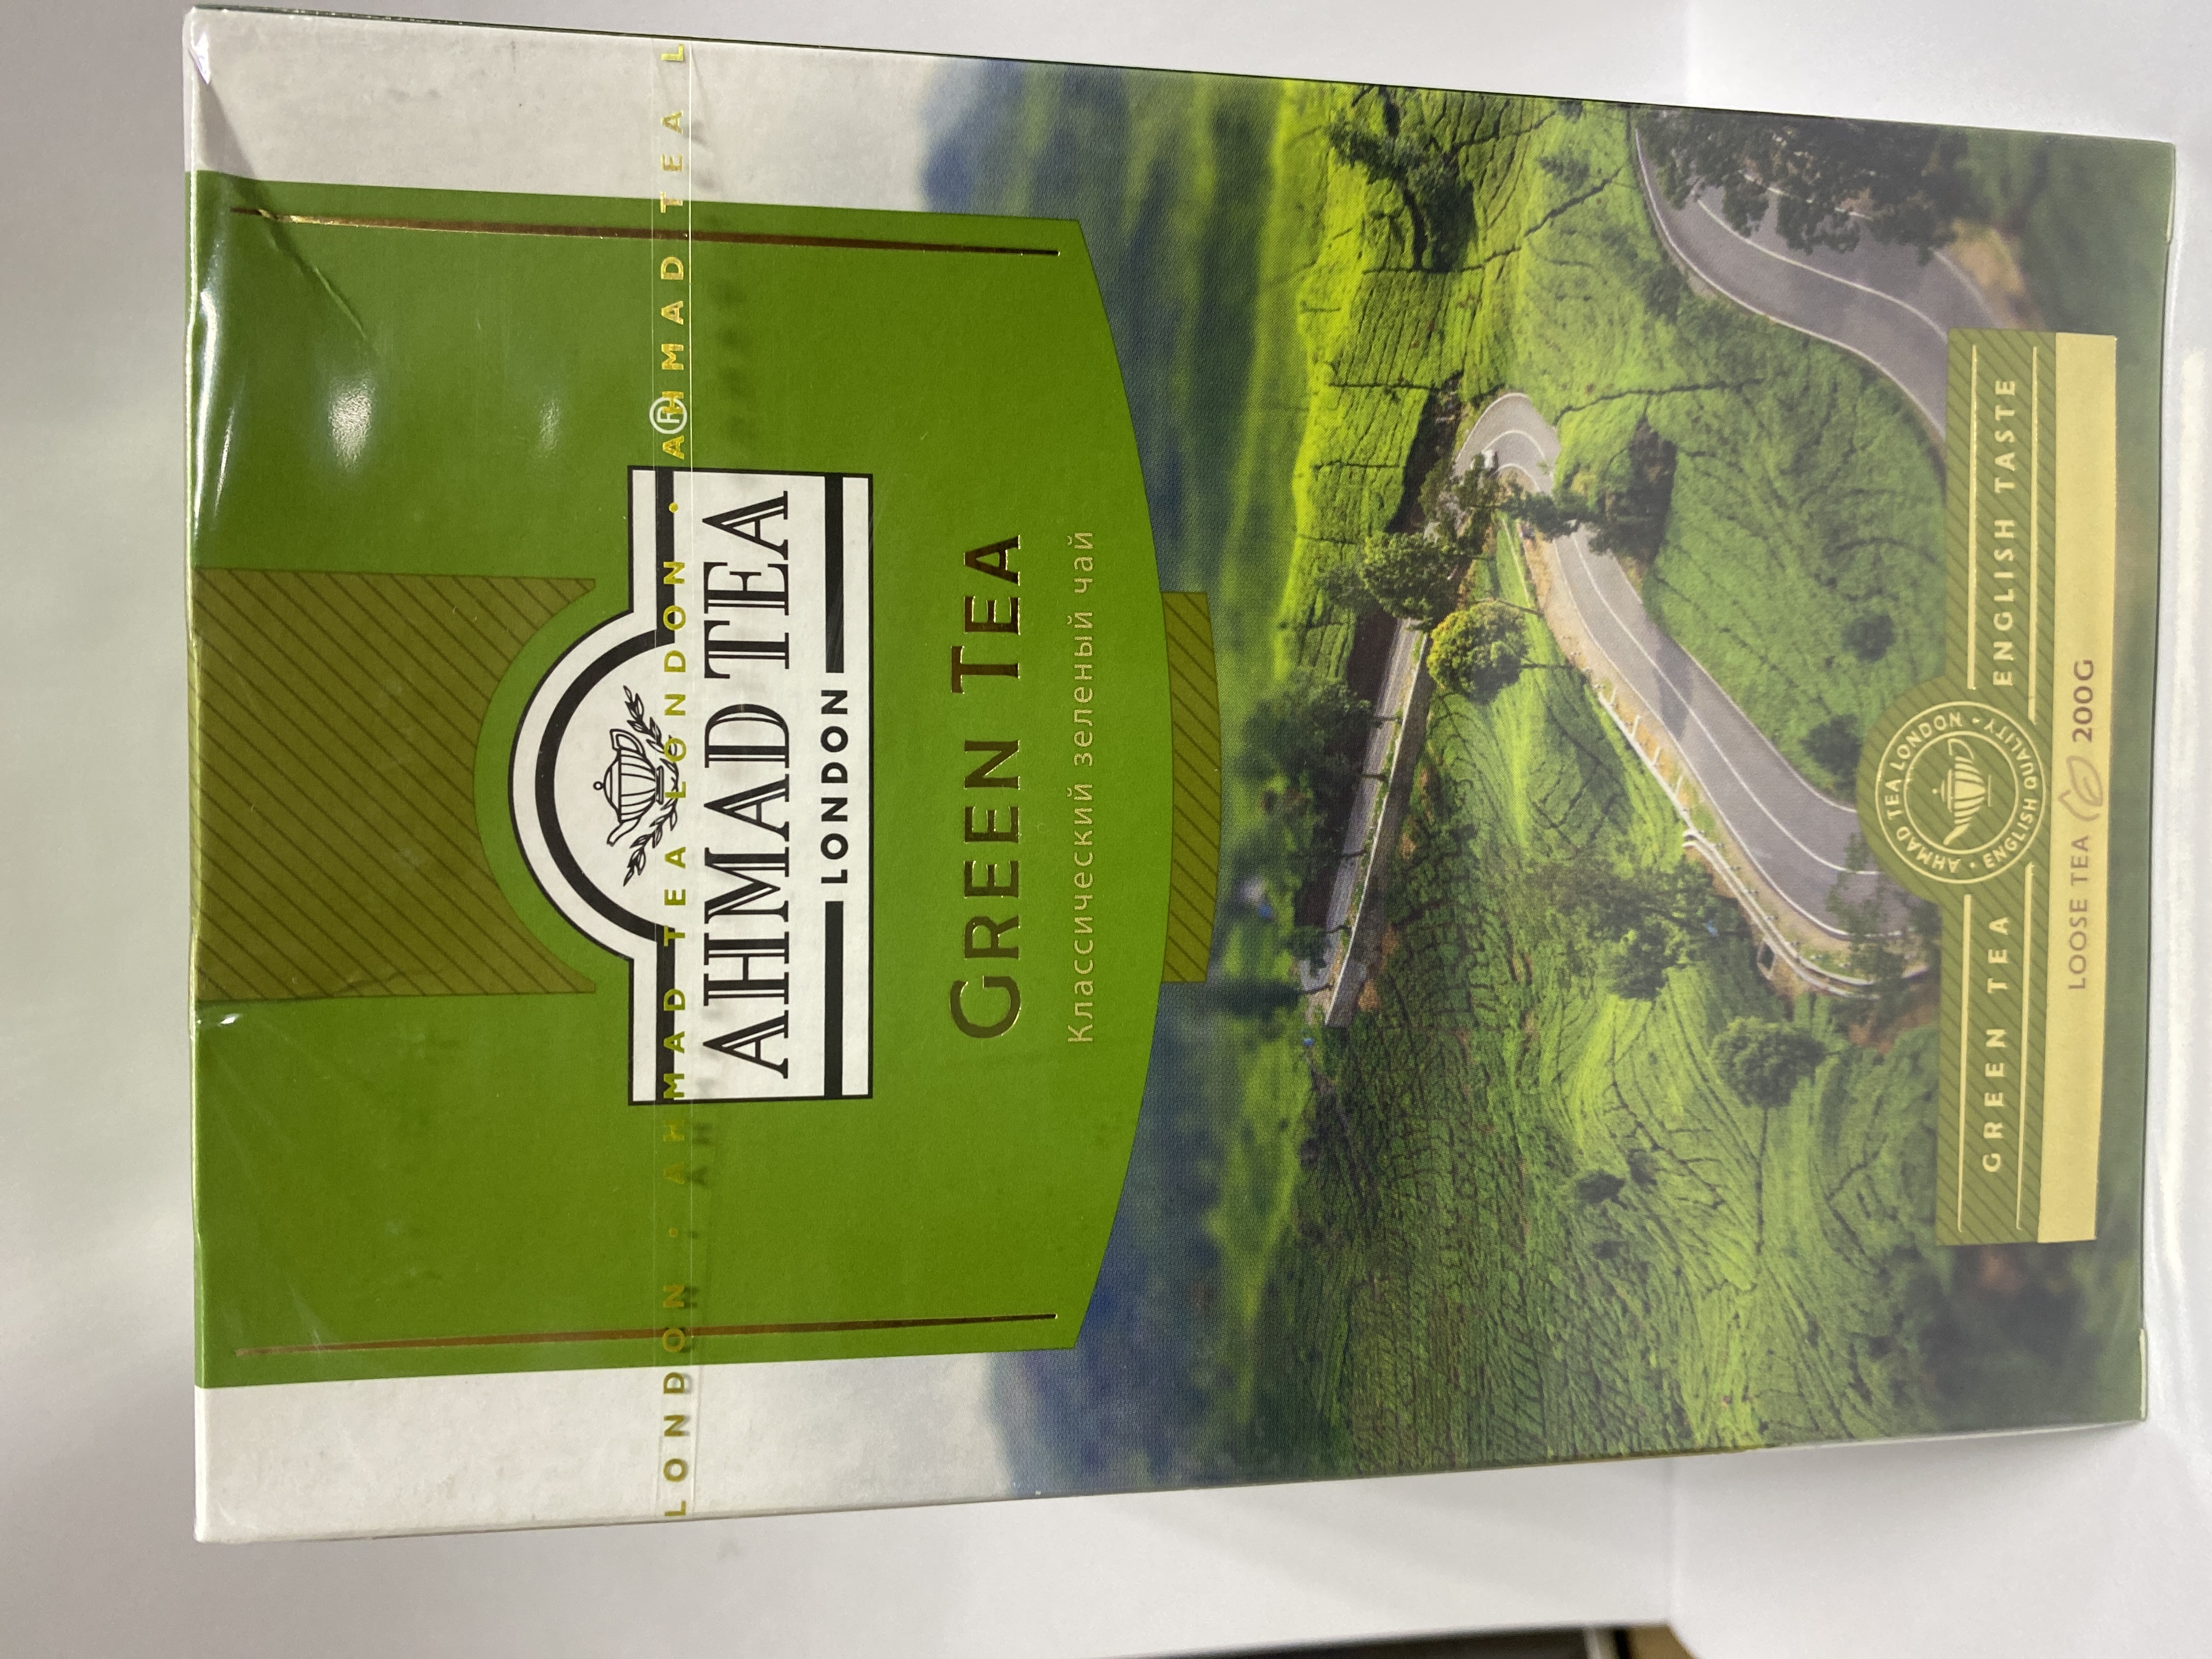 LONDON • AHMAD TEA LONDON • AHMAD TEA L
®
AHMAD TEA
LONDON
GREEN TEA
Классический зеленый чай
AHMAD TEA LONDON
• ENGLISH QUALITY •
GREEN TEA
ENGLISH TASTE
LOOSE TEA 200G